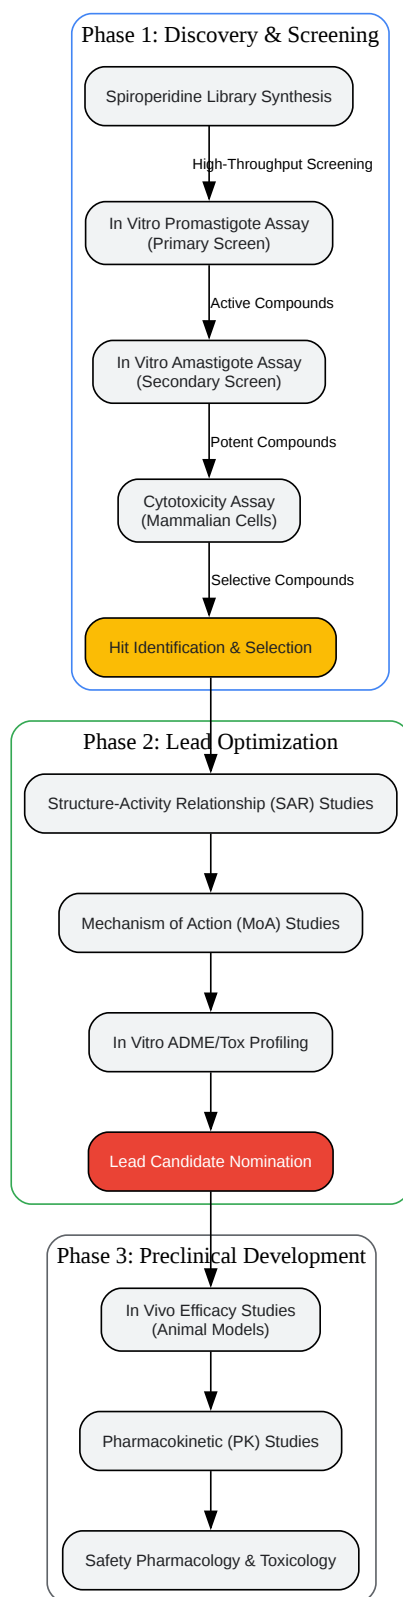 Phase 1: Discovery & Screening
Spiroperidine Library Synthesis
High-Throughput Screening
In Vitro Promastigote Assay
(Primary Screen)
Active Compounds
In Vitro Amastigote Assay
(Secondary Screen)
Potent Compounds
Cytotoxicity Assay
(Mammalian Cells)
Selective Compounds
Hit Identification & Selection
Phase 2: Lead Optimization
Structure-Activity Relationship (SAR) Studies
Mechanism of Action (MoA) Studies
In Vitro ADME/Tox Profiling
Lead Candidate Nomination
Phase 3: Preclinical Development
In Vivo Efficacy Studies
(Animal Models)
Pharmacokinetic (PK) Studies
Safety Pharmacology & Toxicology